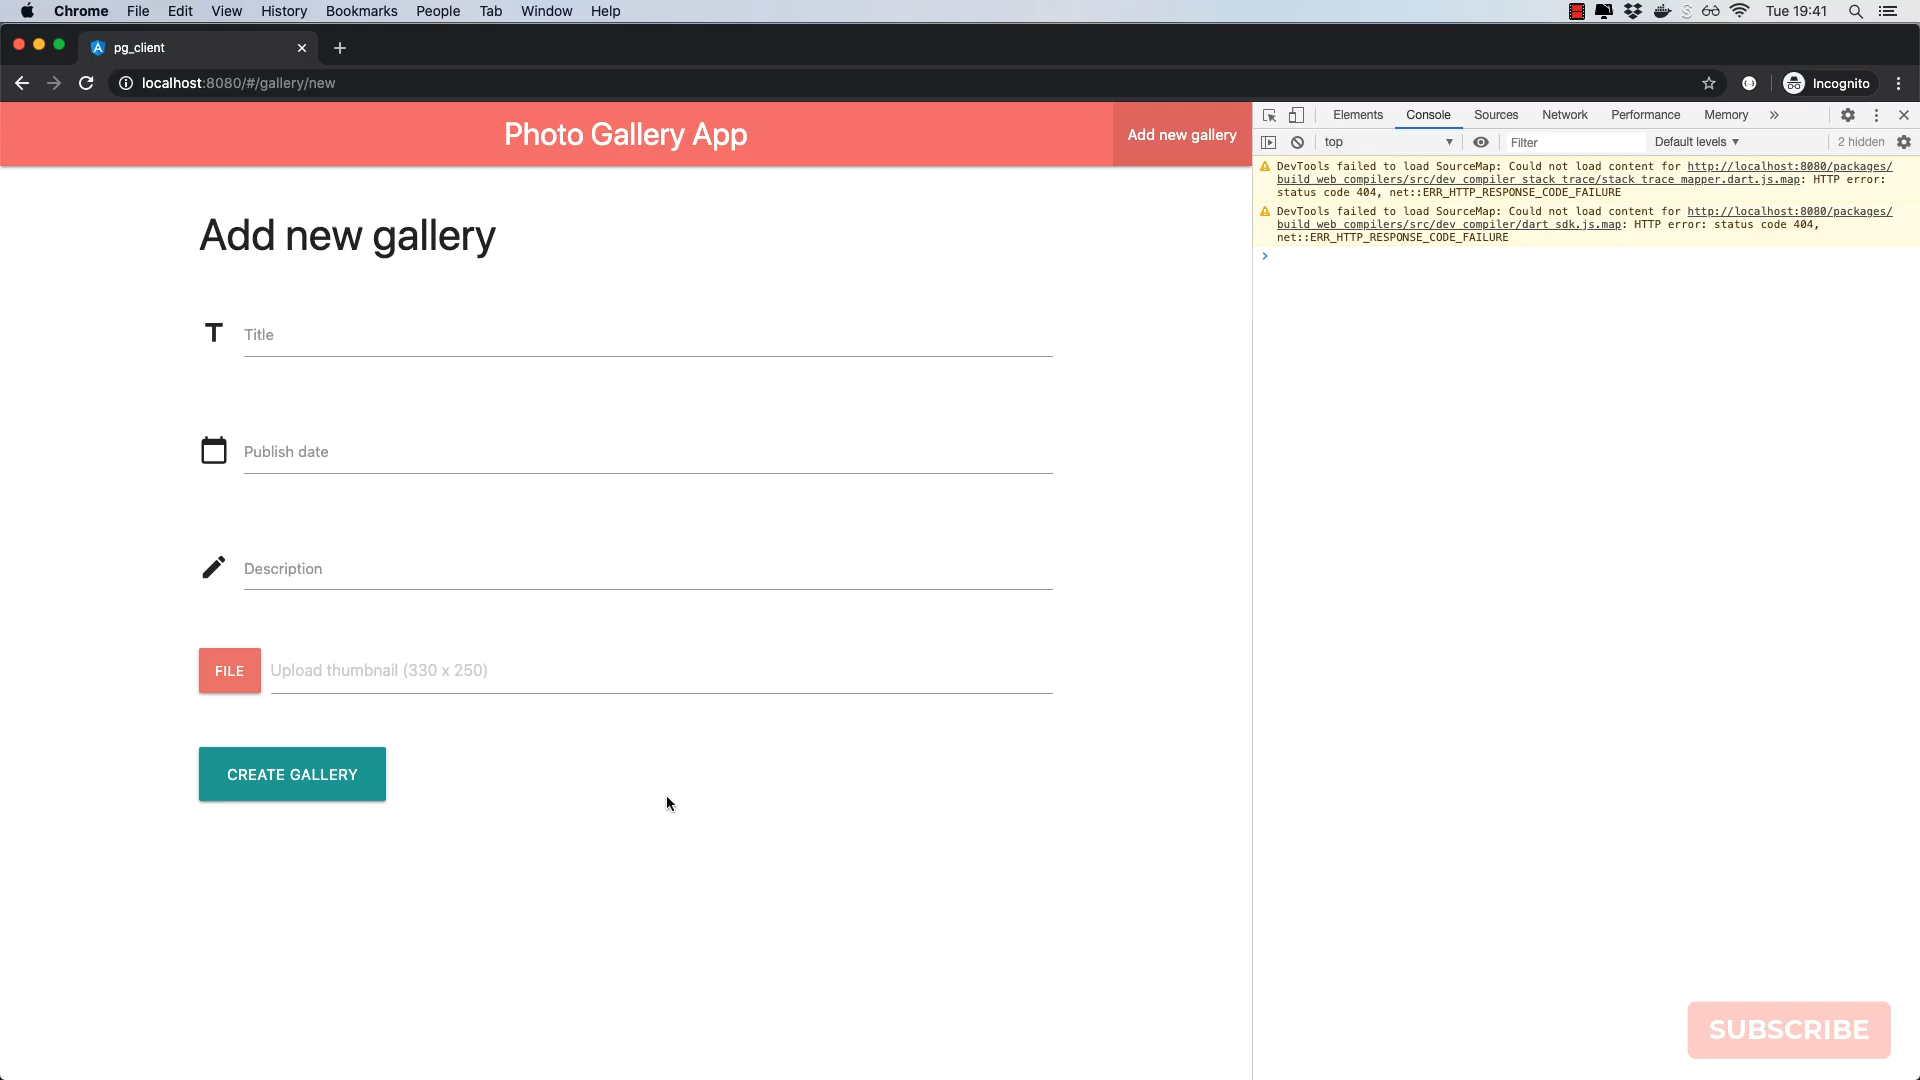 Chrome File Edit View History Bookmarks People Tab Window Help Tue 19:41
pg_client
localhost:8080/#/gallery/new Incognito
Photo Gallery App
Add new gallery
Add new gallery
Title
Publish date
Description
FILE Upload thumbnail (330 x 250)
CREATE GALLERY
Elements Console Sources Network Performance Memory
top Filter Default levels 2 hidden
DevTools failed to load SourceMap: Could not load content for http://localhost:8080/packages/
build_web_compilers/src/dev_compiler_stack_trace/stack_trace_mapper.dart.js.map: HTTP error:
status code 404, net::ERR_HTTP_RESPONSE_CODE_FAILURE
DevTools failed to load SourceMap: Could not load content for http://localhost:8080/packages/
build_web_compilers/src/dev_compiler/dart_sdk.js.map: HTTP error: status code 404,
net::ERR_HTTP_RESPONSE_CODE_FAILURE
SUBSCRIBE